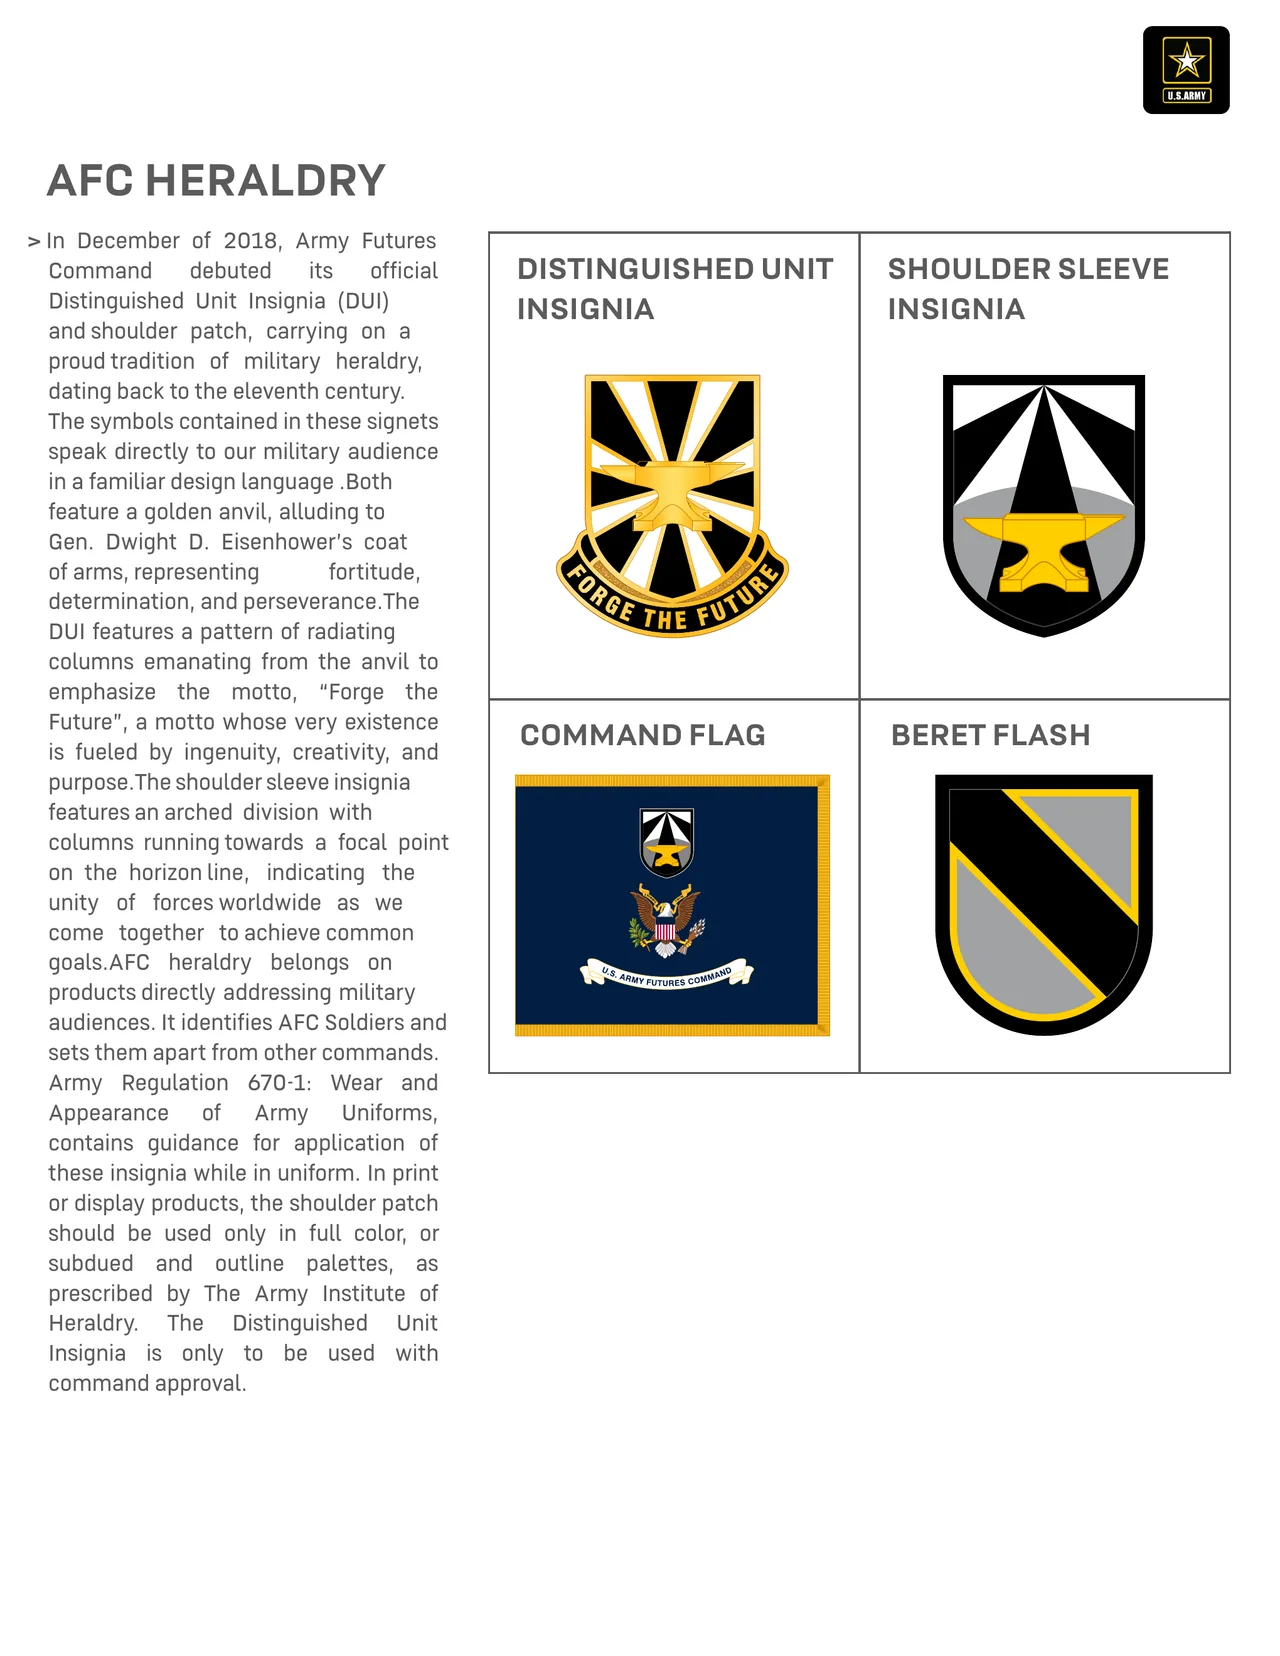 U.S.ARMY
AFC HERALDRY
> In December of 2018, Army Futures
Command debuted its official
Distinguished Unit Insignia (DUI)
and shoulder patch, carrying on a
proud tradition of military heraldry,
dating back to the eleventh century.
The symbols contained in these signets
speak directly to our military audience
in a familiar design language .Both
feature a golden anvil, alluding to
Gen. Dwight D. Eisenhower’s coat
of arms, representing fortitude,
determination, and perseverance.The
DUI features a pattern of radiating
columns emanating from the anvil to
emphasize the motto, “Forge the
Future”, a motto whose very existence
is fueled by ingenuity, creativity, and
purpose.The shoulder sleeve insignia
features an arched division with
columns running towards a focal point
on the horizon line, indicating the
unity of forces worldwide as we
come together to achieve common
goals.AFC heraldry belongs on
products directly addressing military
audiences. It identifies AFC Soldiers and
sets them apart from other commands.
Army Regulation 670-1: Wear and
Appearance of Army Uniforms,
contains guidance for application of
these insignia while in uniform. In print
or display products, the shoulder patch
should be used only in full color, or
subdued and outline palettes, as
prescribed by The Army Institute of
Heraldry. The Distinguished Unit
Insignia is only to be used with
command approval.
DISTINGUISHED UNIT
INSIGNIA
FORGE THE FUTURE
SHOULDER SLEEVE
INSIGNIA
COMMAND FLAG
U.S. ARMY FUTURES COMMAND
BERET FLASH